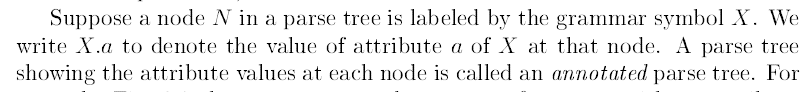 Suppose a node N in a parse tree is labeled by the grammar symbol X. We
write X.a to denote the value of attribute a of X at that node. A parse tree
showing the attribute values at each node is called an annotated parse tree. For